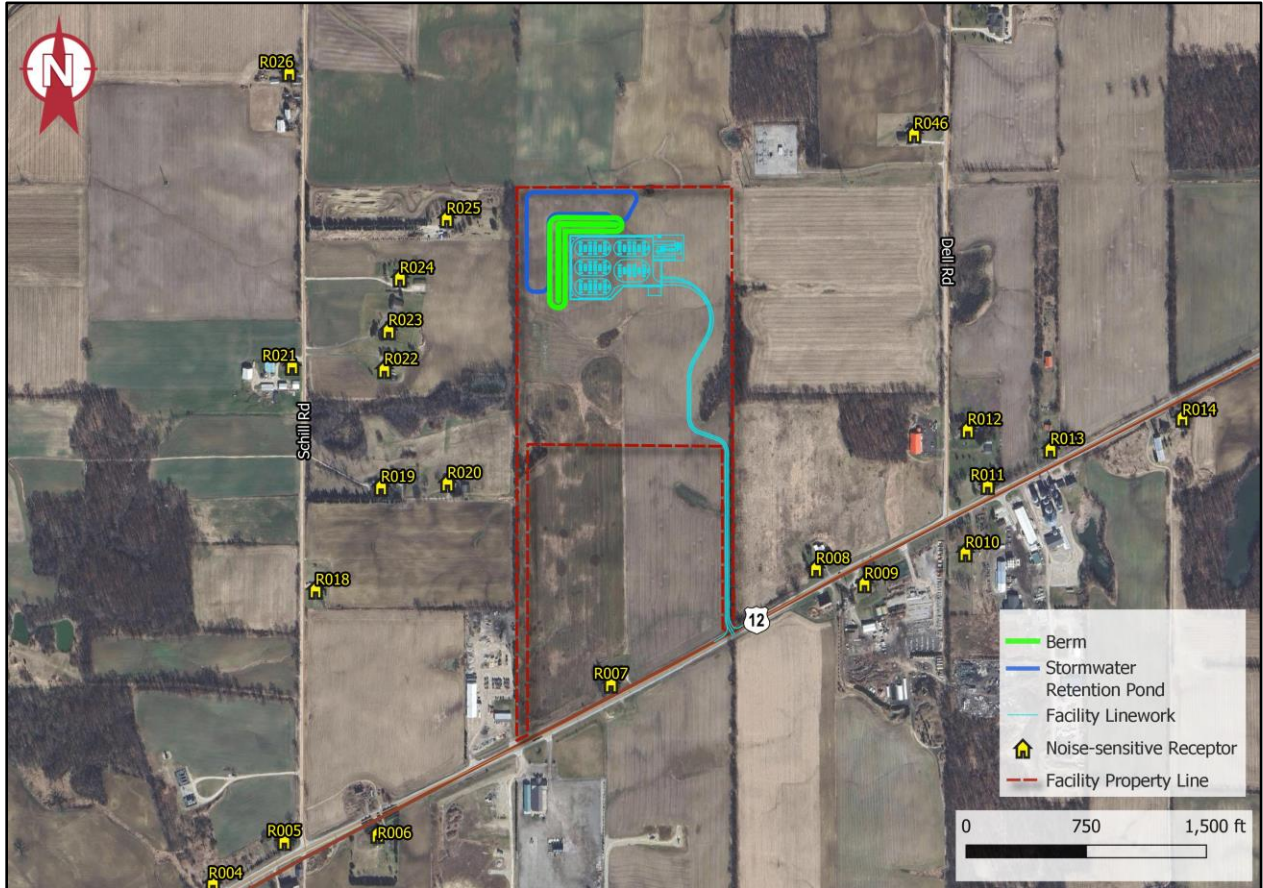 N
R026
R046
R025
R024
R023
R022
R021
Schill Rd
Dell Rd
R012
R014
R013
R019
R020
R011
R010
R018
R008
R009
12
R007
R005
R006
R004
Berm
Stormwater
Retention Pond
Facility Linework
Noise-sensitive Receptor
Facility Property Line
0 750 1,500 ft